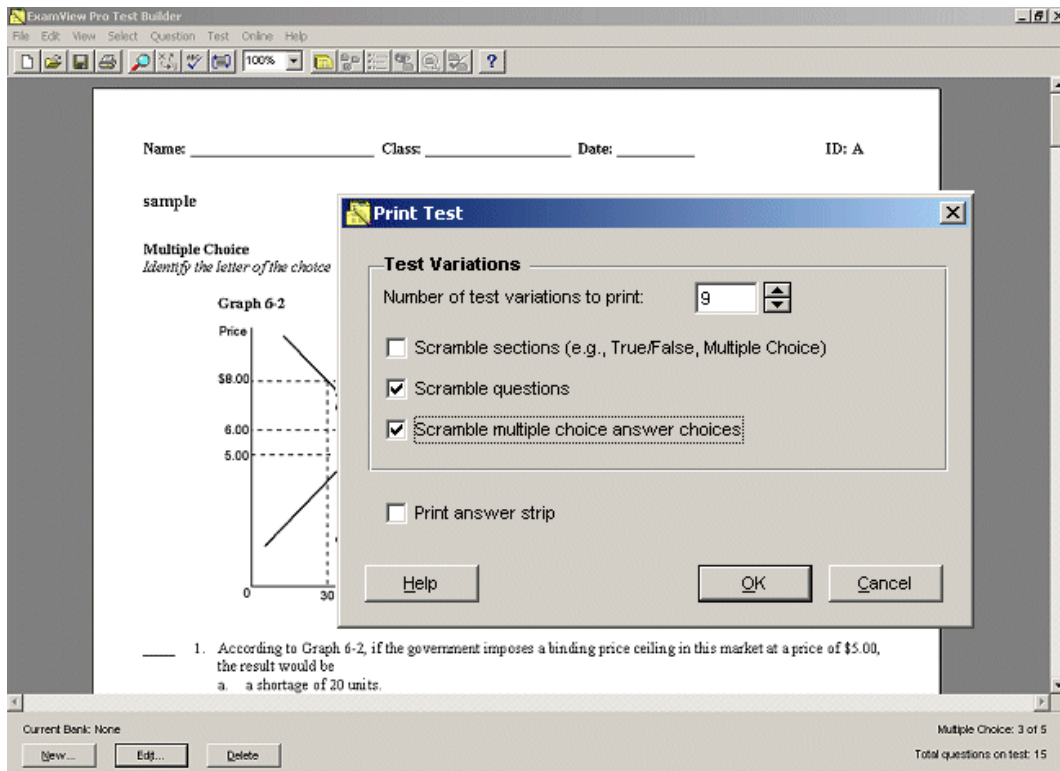 ExamView Pro Test Builder
File Edit View Select Question Test Online Help
100%
Name: Class: Date: ID: A
sample
Multiple Choice
Identify the letter of the choice
Graph 6-2
Price
$8.00
6.00
5.00
0
30
1. According to Graph 6-2, if the government imposes a binding price ceiling in this market at a price of $5.00,
the result would be
a. a shortage of 20 units.
Print Test
Test Variations
Number of test variations to print: 9
Scramble sections (e.g., True/False, Multiple Choice)
Scramble questions
Scramble multiple choice answer choices
Print answer strip
Help OK Cancel
Current Bank: None Multiple Choice: 3 of 5
New... Edit... Delete Total questions on test: 15